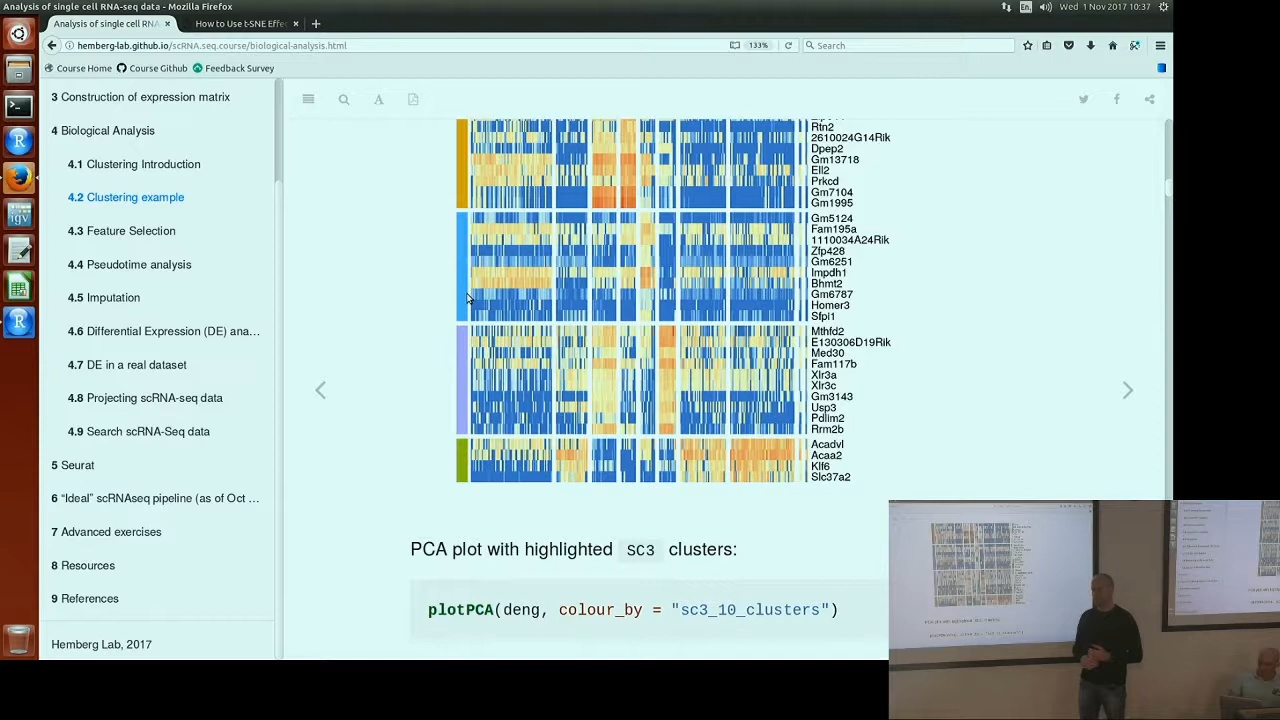 Analysis of single cell RNA-seq data - Mozilla Firefox
En
Wed 1 Nov 2017 10:37
Analysis of single cell RNA
How to Use t-SNE Effec
hemberg-lab.github.io/scRNA.seq.course/biological-analysis.html
133%
Search
Course Home
Course Github
Feedback Survey
3 Construction of expression matrix
4 Biological Analysis
4.1 Clustering Introduction
4.2 Clustering example
4.3 Feature Selection
4.4 Pseudotime analysis
4.5 Imputation
4.6 Differential Expression (DE) ana…
4.7 DE in a real dataset
4.8 Projecting scRNA-seq data
4.9 Search scRNA-Seq data
5 Seurat
6 “Ideal” scRNAseq pipeline (as of Oct …
7 Advanced exercises
8 Resources
9 References
Hemberg Lab, 2017
A
Rtn2
2610024G14Rik
Dpep2
Gm13718
Ell2
Prkcd
Gm7104
Gm1995
Gm5124
Fam195a
1110034A24Rik
Zfp428
Gm6251
Impdh1
Bhmt2
Gm6787
Homer3
Sfpi1
Mthfd2
E130306D19Rik
Med30
Fam117b
Xlr3a
Xlr3c
Gm3143
Usp3
Pdlim2
Rrm2b
Acadvl
Acaa2
Klf6
Slc37a2
PCA plot with highlighted SC3 clusters:
plotPCA(deng, colour_by = "sc3_10_clusters")